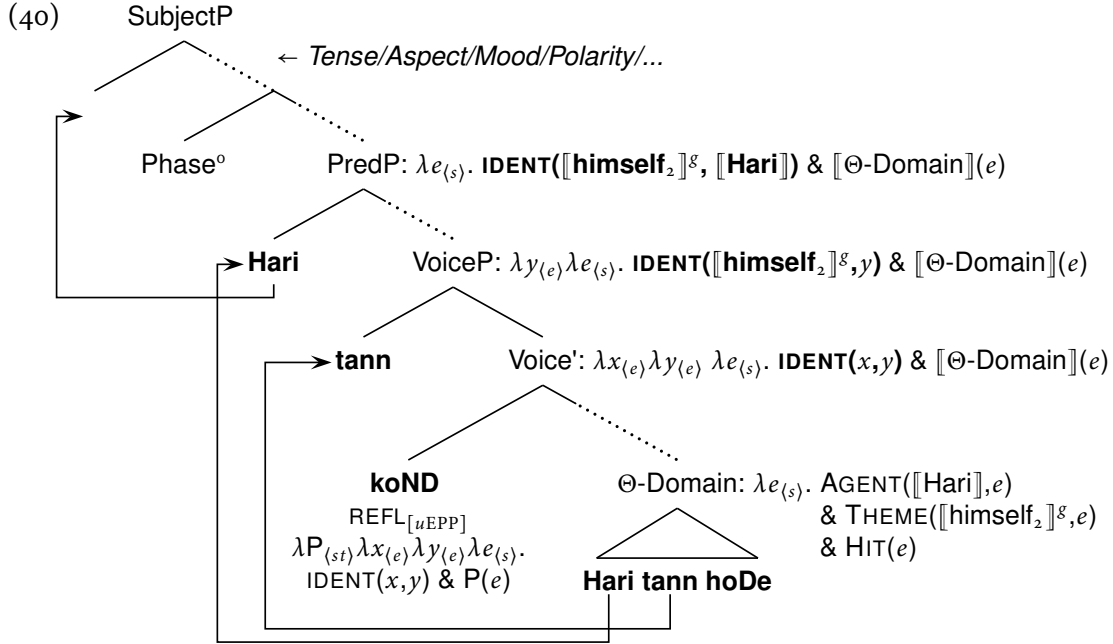 (40) SubjectP
← Tense/Aspect/Mood/Polarity/...
Phase⁰ PredP: λe⟨s⟩. IDENT(⟦himself₂⟧ᵍ, ⟦Hari⟧) & ⟦Θ-Domain⟧(e)
Hari VoiceP: λy⟨e⟩λe⟨s⟩. IDENT(⟦himself₂⟧ᵍ,y) & ⟦Θ-Domain⟧(e)
tann Voice': λx⟨e⟩λy⟨e⟩ λe⟨s⟩. IDENT(x,y) & ⟦Θ-Domain⟧(e)
koND Θ-Domain: λe⟨s⟩. AGENT(⟦Hari⟧,e)
REFL[uEPP] & THEME(⟦himself₂⟧ᵍ,e)
λP⟨st⟩λx⟨e⟩λy⟨e⟩λe⟨s⟩. & HIT(e)
IDENT(x,y) & P(e) Hari tann hoDe